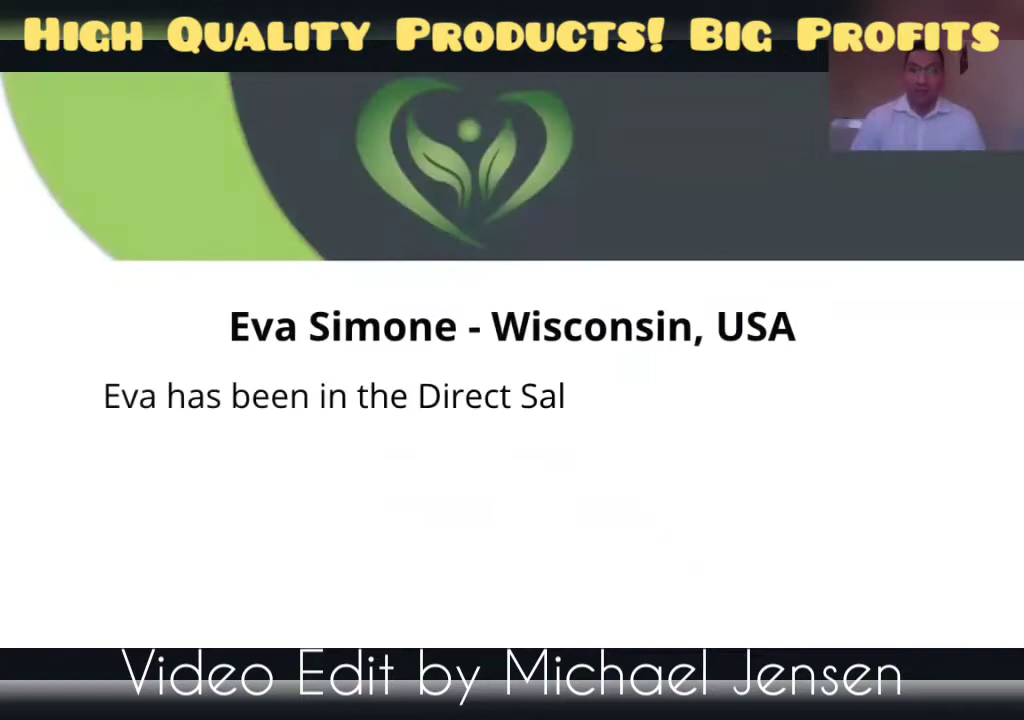 High Quality Products! Big Profits
Eva Simone - Wisconsin, USA
Eva has been in the Direct Sal
Video Edit by Michael Jensen